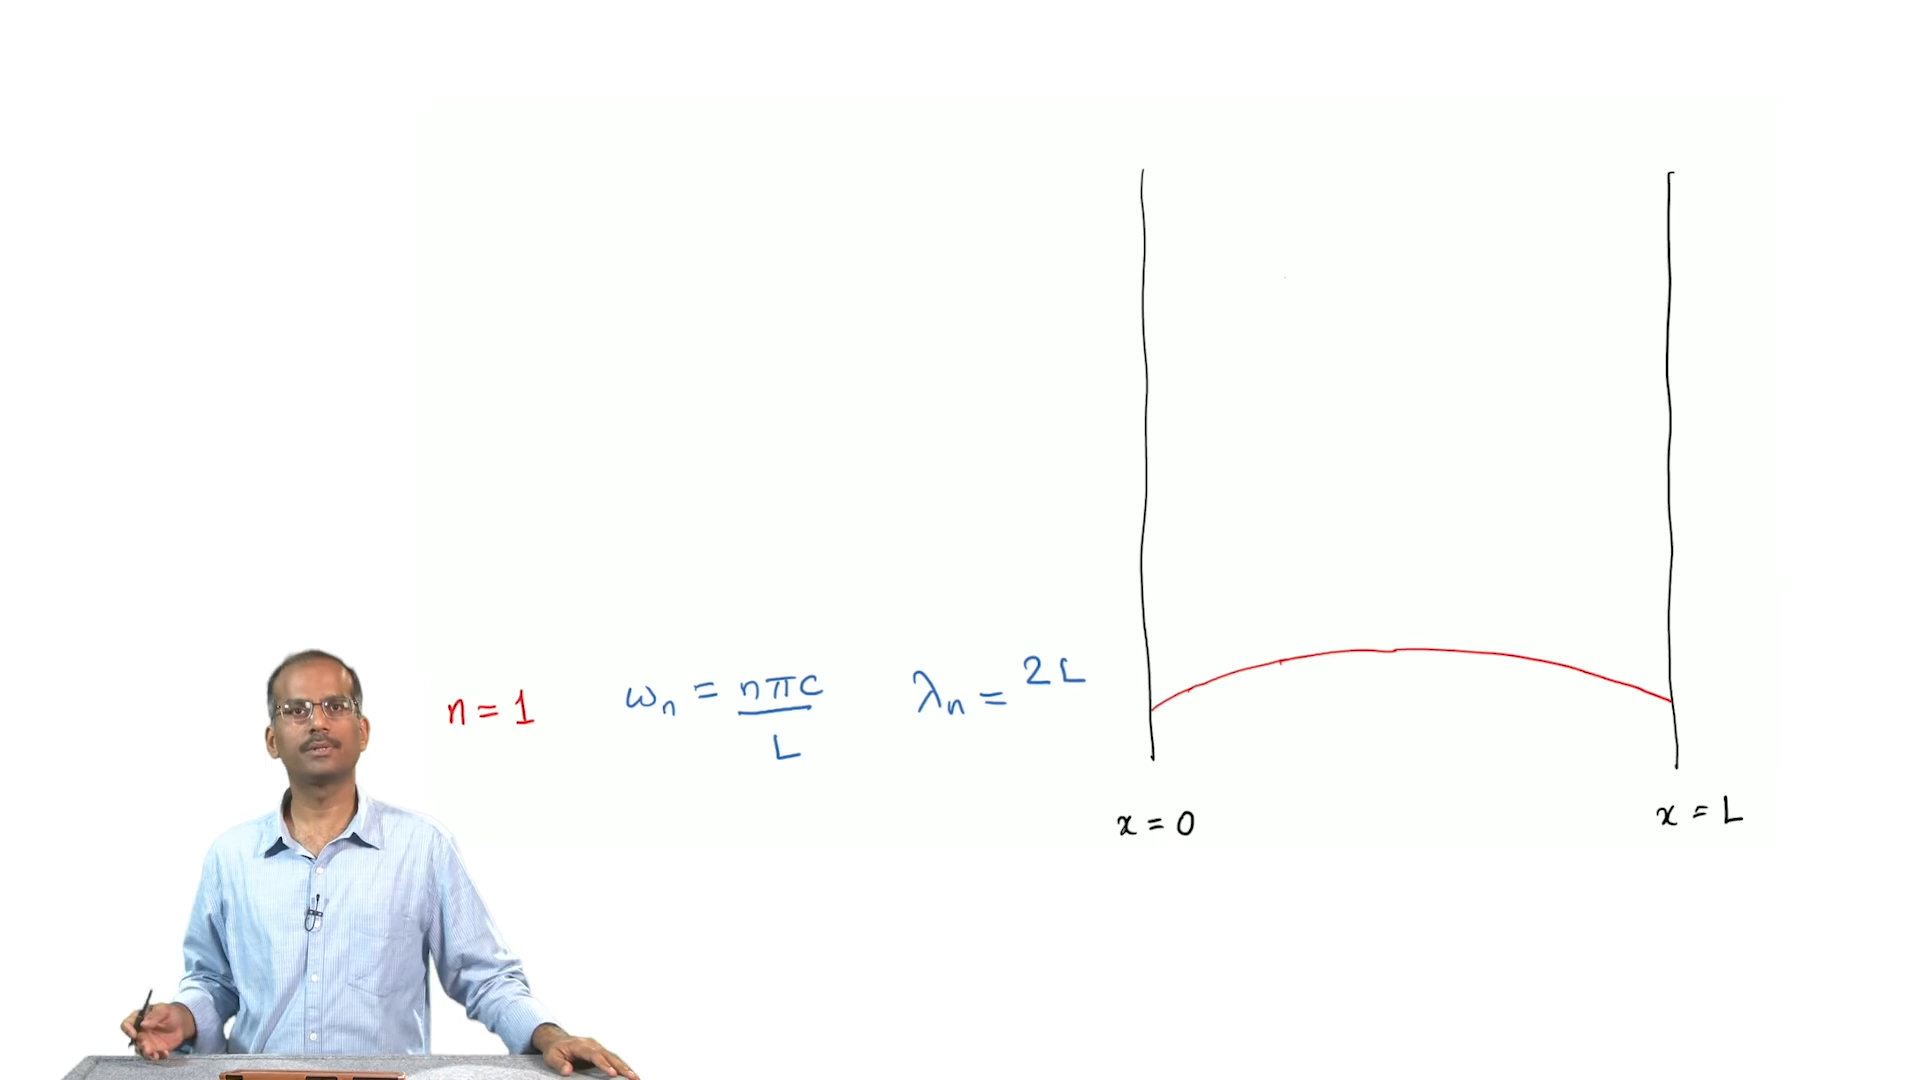 n = 1
ωn = nπc
L
λn = 2L
x = 0
x = L